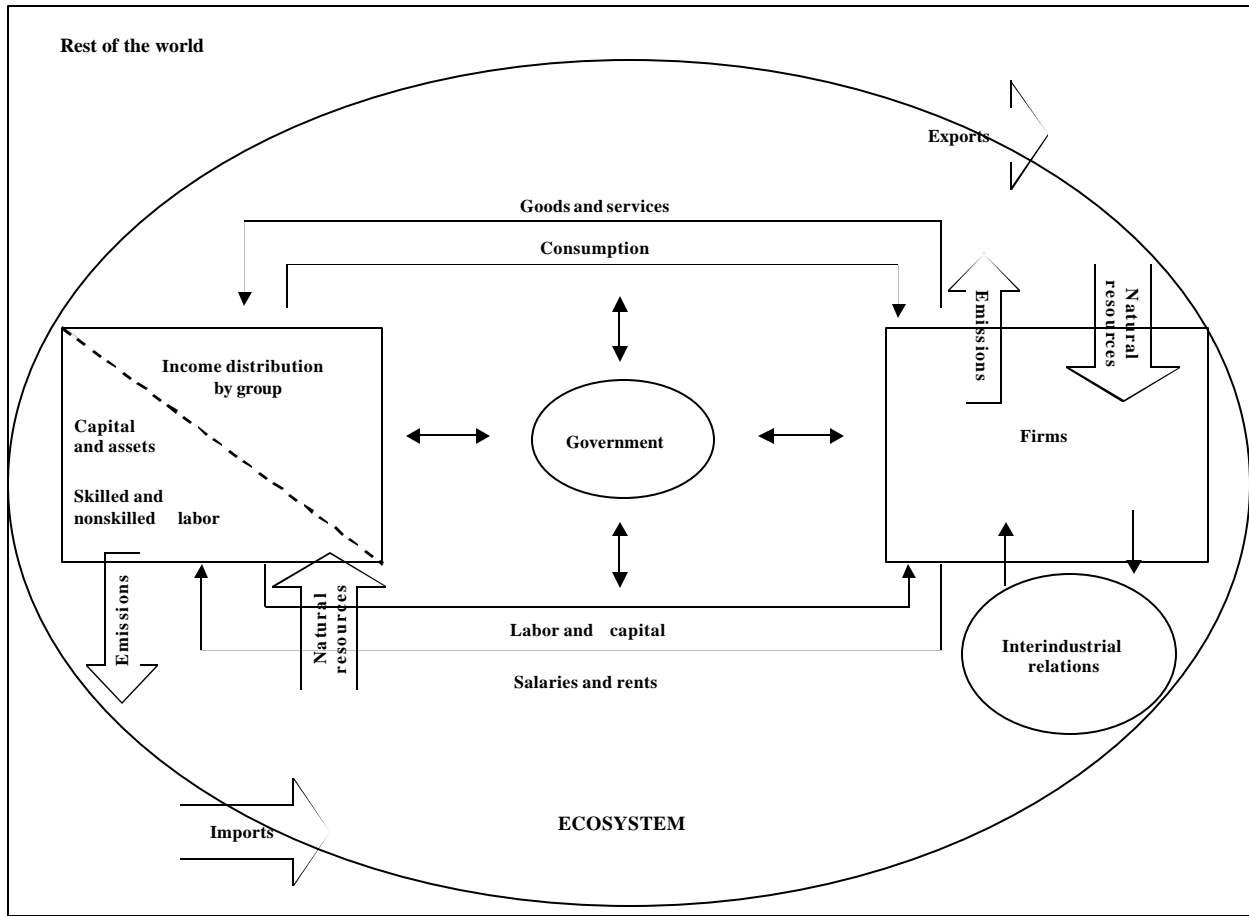 Rest of the world
Exports
Goods and services
Consumption
Emissions
Natural
resources
Income distribution
by group
Capital
and assets
Skilled and
nonskilled labor
Government
Firms
Emissions
Natural
resources
Labor and capital
Salaries and rents
Interindustrial
relations
Imports
ECOSYSTEM